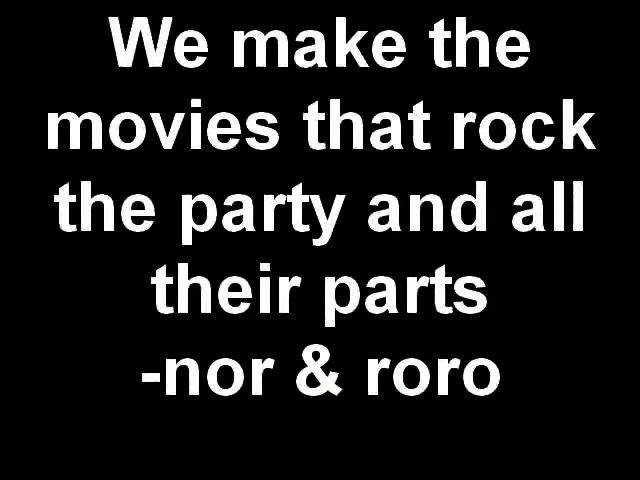 We make the
movies that rock
the party and all
their parts
-nor & roro